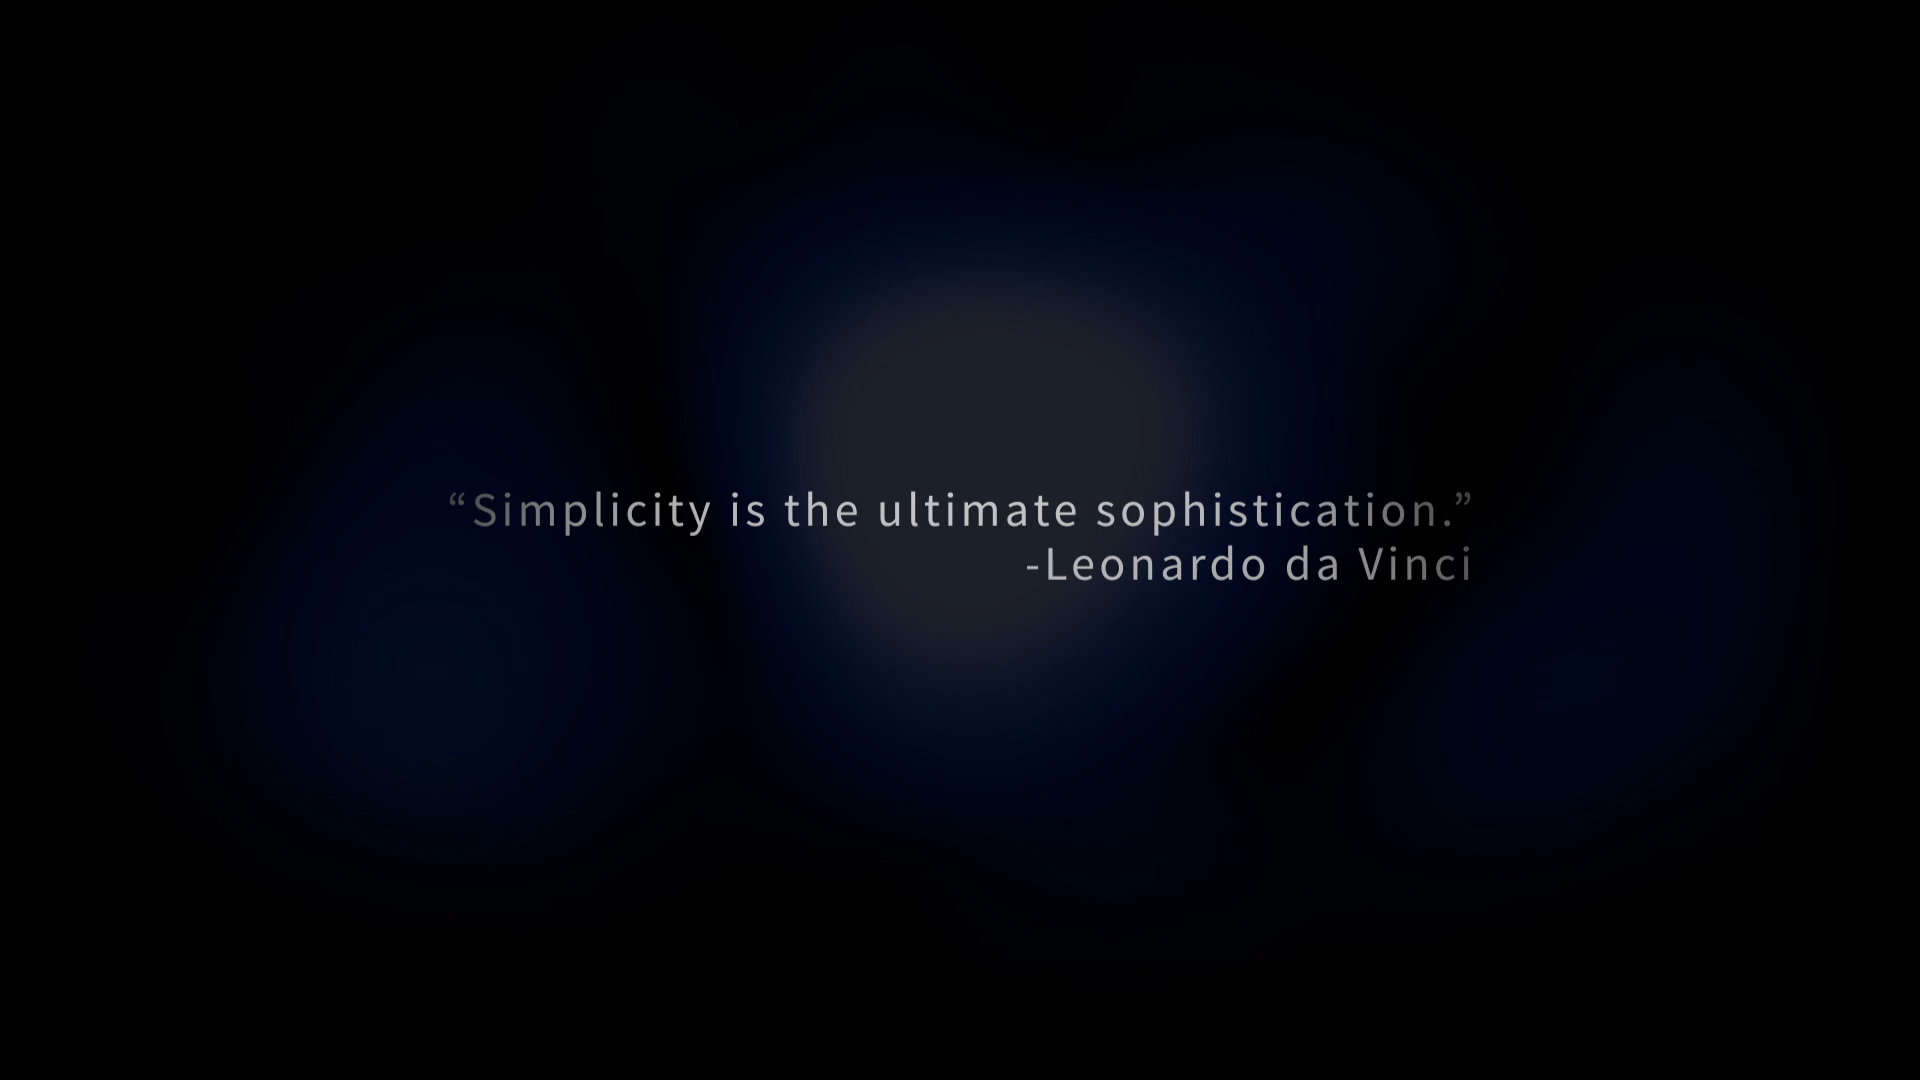 “Simplicity is the ultimate sophistication.”
-Leonardo da Vinci